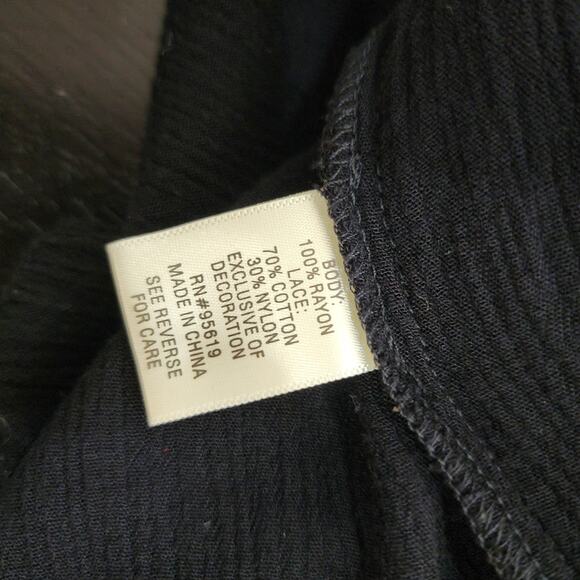 BODY:
100% RAYON
LACE:
70% COTTON
30% NYLON
EXCLUSIVE OF
DECORATION
RN#95619
MADE IN CHINA
SEE REVERSE
FOR CARE